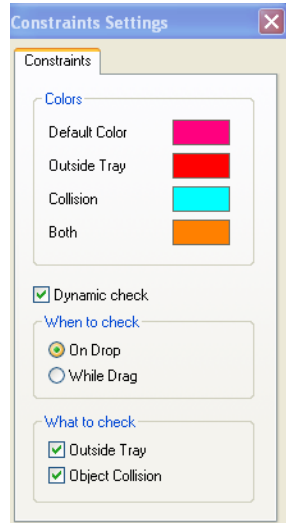 Constraints Settings
Constraints
Colors
Default Color
Outside Tray
Collision
Both
Dynamic check
When to check
On Drop
While Drag
What to check
Outside Tray
Object Collision